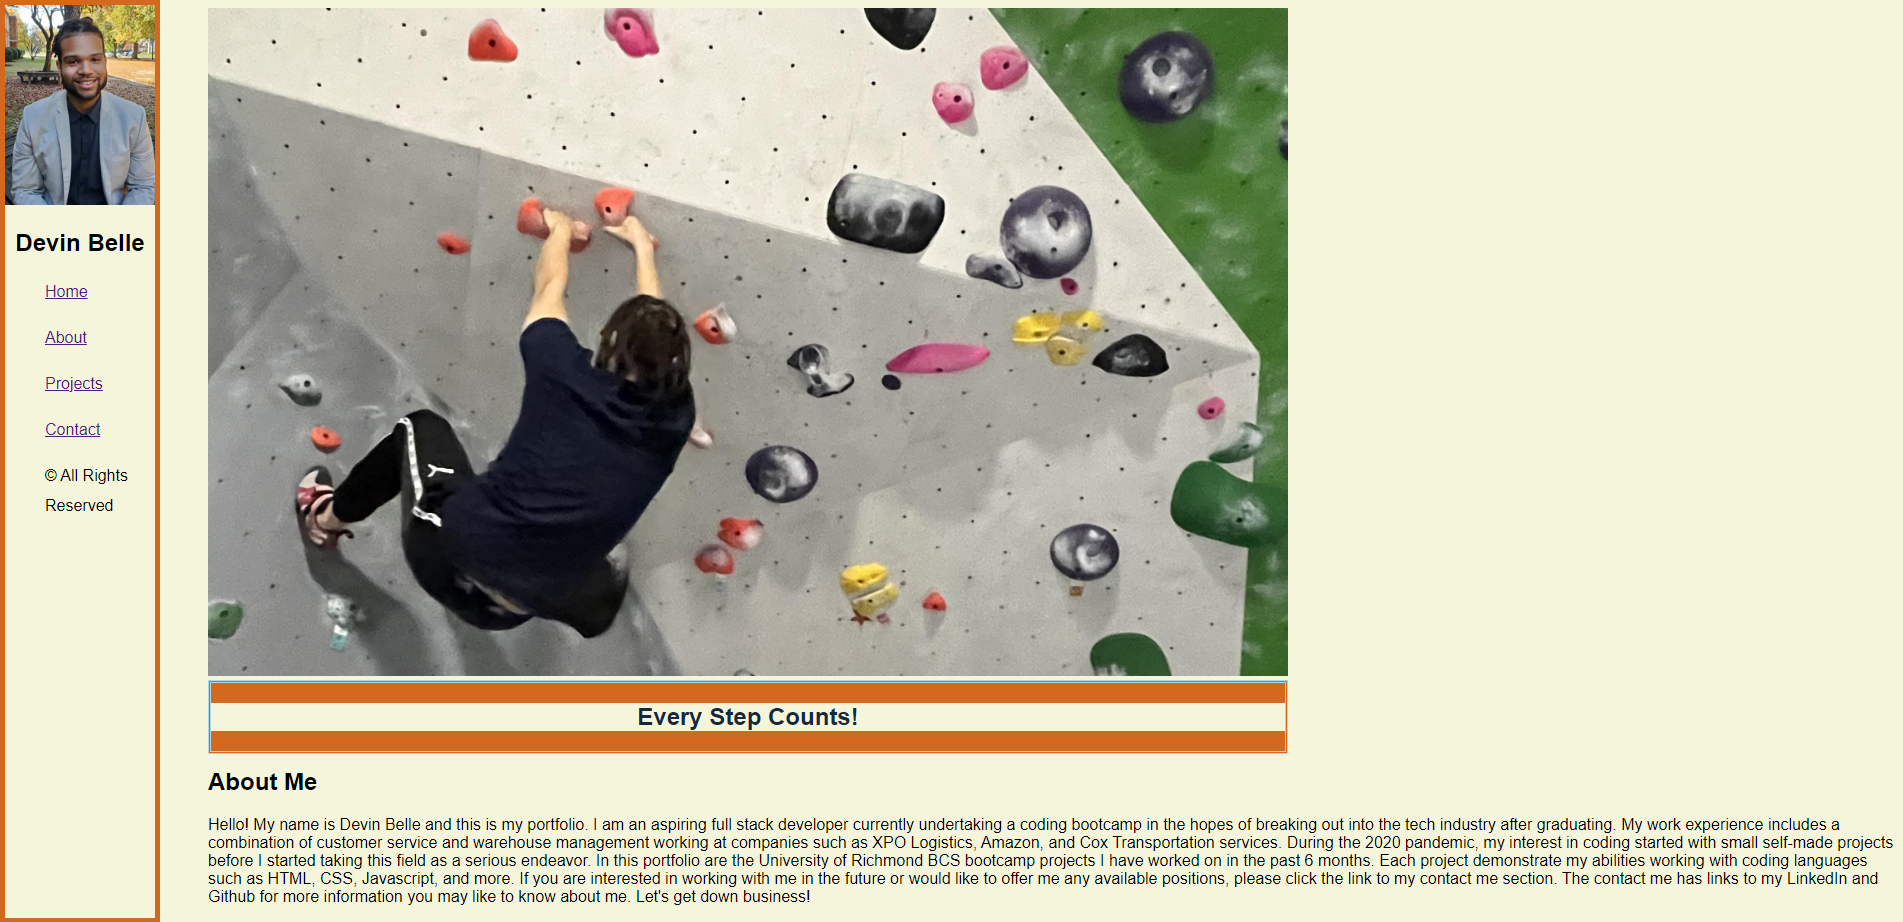 Devin Belle
Home
About
Projects
Contact
© All Rights
Reserved
Every Step Counts!
About Me
Hello! My name is Devin Belle and this is my portfolio. I am an aspiring full stack developer currently undertaking a coding bootcamp in the hopes of breaking out into the tech industry after graduating. My work experience includes a
combination of customer service and warehouse management working at companies such as XPO Logistics, Amazon, and Cox Transportation services. During the 2020 pandemic, my interest in coding started with small self-made projects
before I started taking this field as a serious endeavor. In this portfolio are the University of Richmond BCS bootcamp projects I have worked on in the past 6 months. Each project demonstrate my abilities working with coding languages
such as HTML, CSS, Javascript, and more. If you are interested in working with me in the future or would like to offer me any available positions, please click the link to my contact me section. The contact me has links to my LinkedIn and
Github for more information you may like to know about me. Let's get down business!